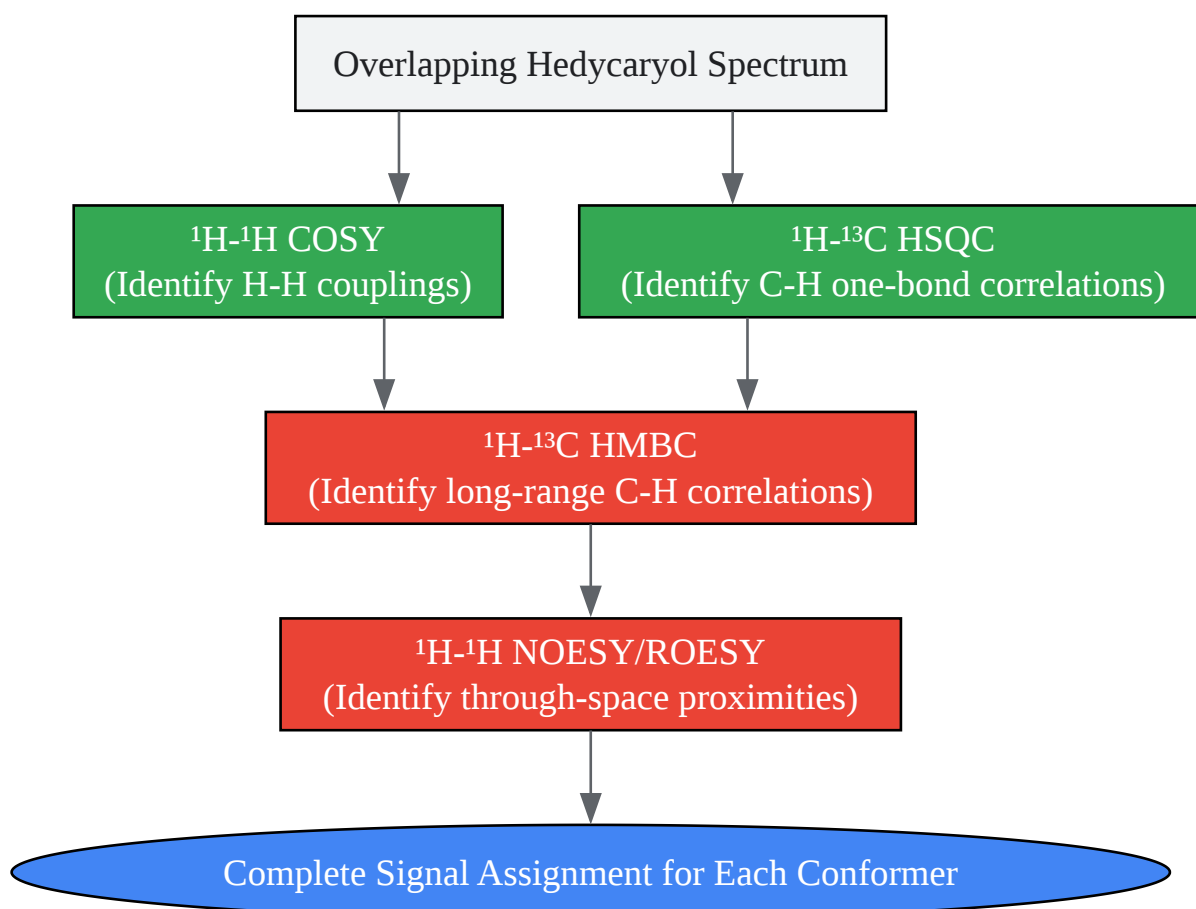 Overlapping Hedycaryol Spectrum
¹H-¹H COSY
(Identify H-H couplings)
¹H-¹³C HSQC
(Identify C-H one-bond correlations)
¹H-¹³C HMBC
(Identify long-range C-H correlations)
¹H-¹H NOESY/ROESY
(Identify through-space proximities)
Complete Signal Assignment for Each Conformer